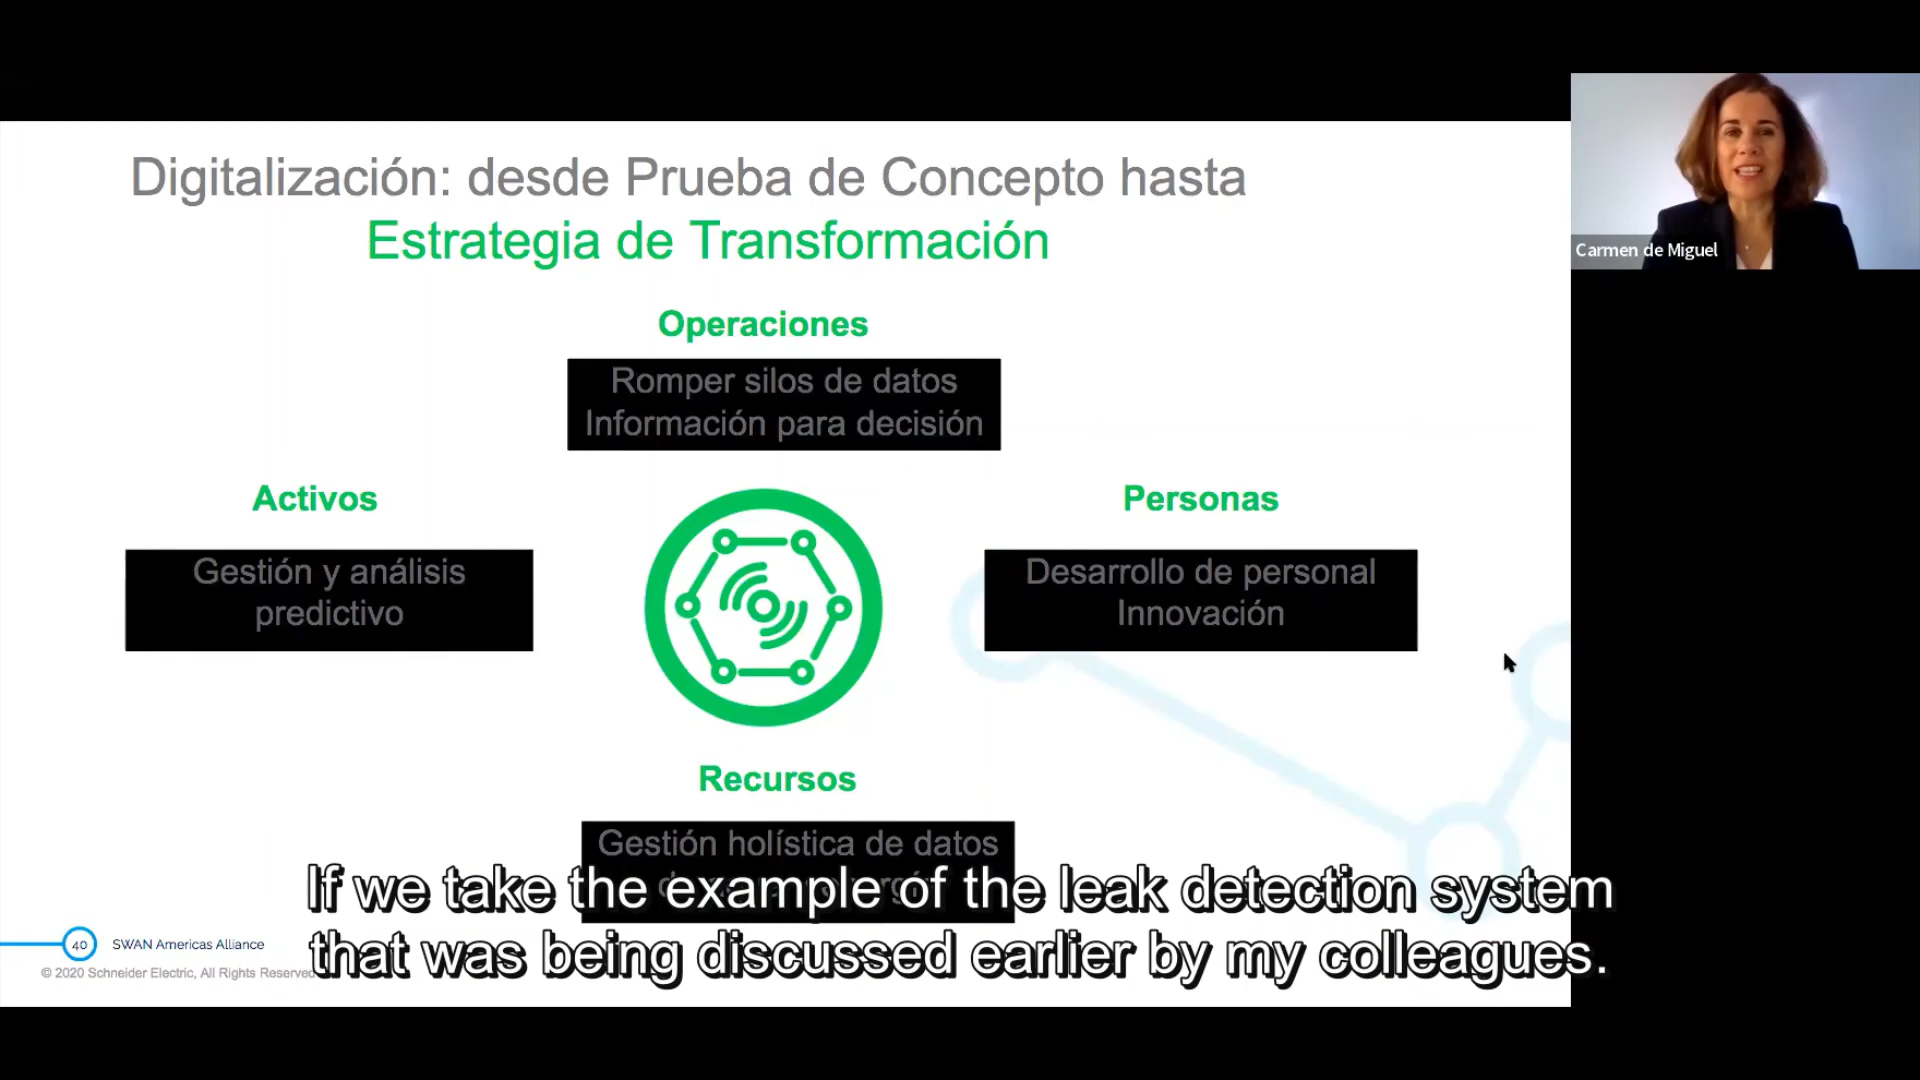 Digitalización: desde Prueba de Concepto hasta
Estrategia de Transformación
Carmen de Miguel
Operaciones
Romper silos de datos
Información para decisión
Activos
Gestión y análisis
predictivo
Personas
Desarrollo de personal
Innovación
Recursos
Gestión holística de datos
If we take the example of the leak detection system
that was being discussed earlier by my colleagues.
40 SWAN Americas Alliance
© 2020 Schneider Electric, All Rights Reserved